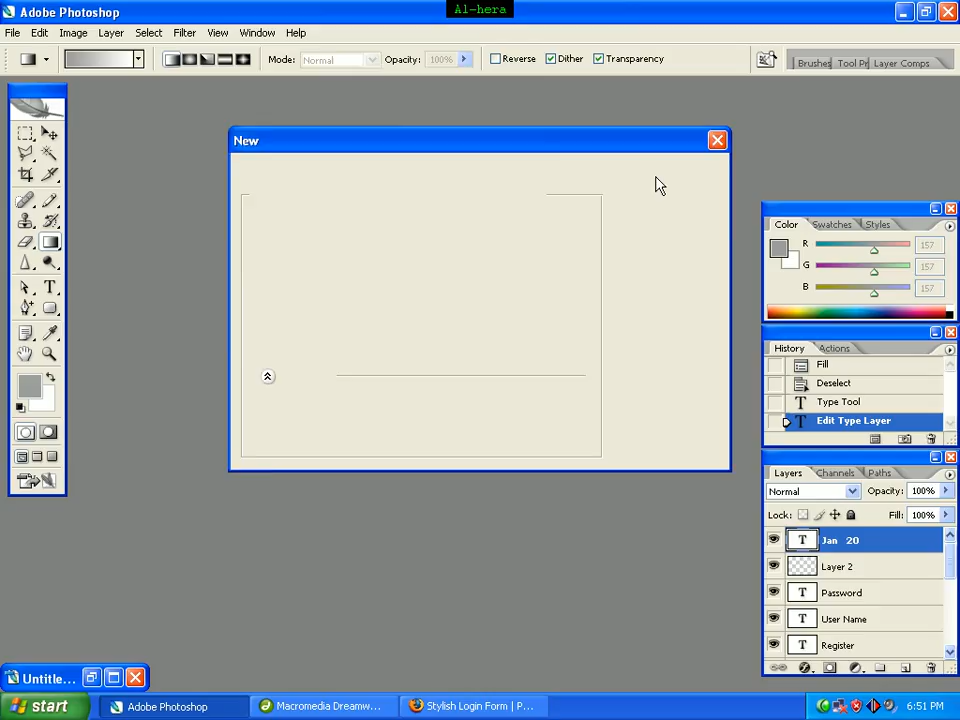 Al-hera
Adobe Photoshop
File Edit Image Layer Select Filter View Window Help
Mode: Normal Opacity: 100% Reverse Dither Transparency
Brushes Tool Pr Layer Comps
New
Color Swatches Styles
R 157
G 157
B 157
History Actions
Fill
Deselect
Type Tool
Edit Type Layer
Layers Channels Paths
Normal Opacity: 100%
Lock: Fill: 100%
Jan 20
Layer 2
Password
User Name
Register
Untitle...
start Adobe Photoshop Macromedia Dreamw... Stylish Login Form | P... 6:51 PM